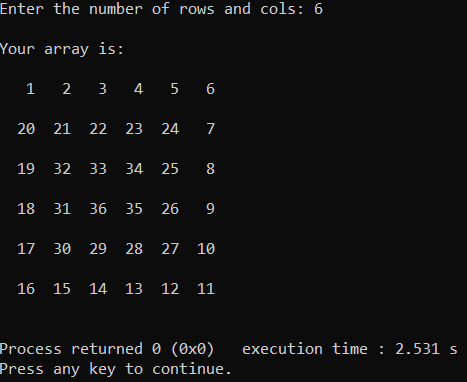 Enter the number of rows and cols: 6
Your array is:
1 2 3 4 5 6
20 21 22 23 24 7
19 32 33 34 25 8
18 31 36 35 26 9
17 30 29 28 27 10
16 15 14 13 12 11
Process returned 0 (0x0) execution time : 2.531 s
Press any key to continue.